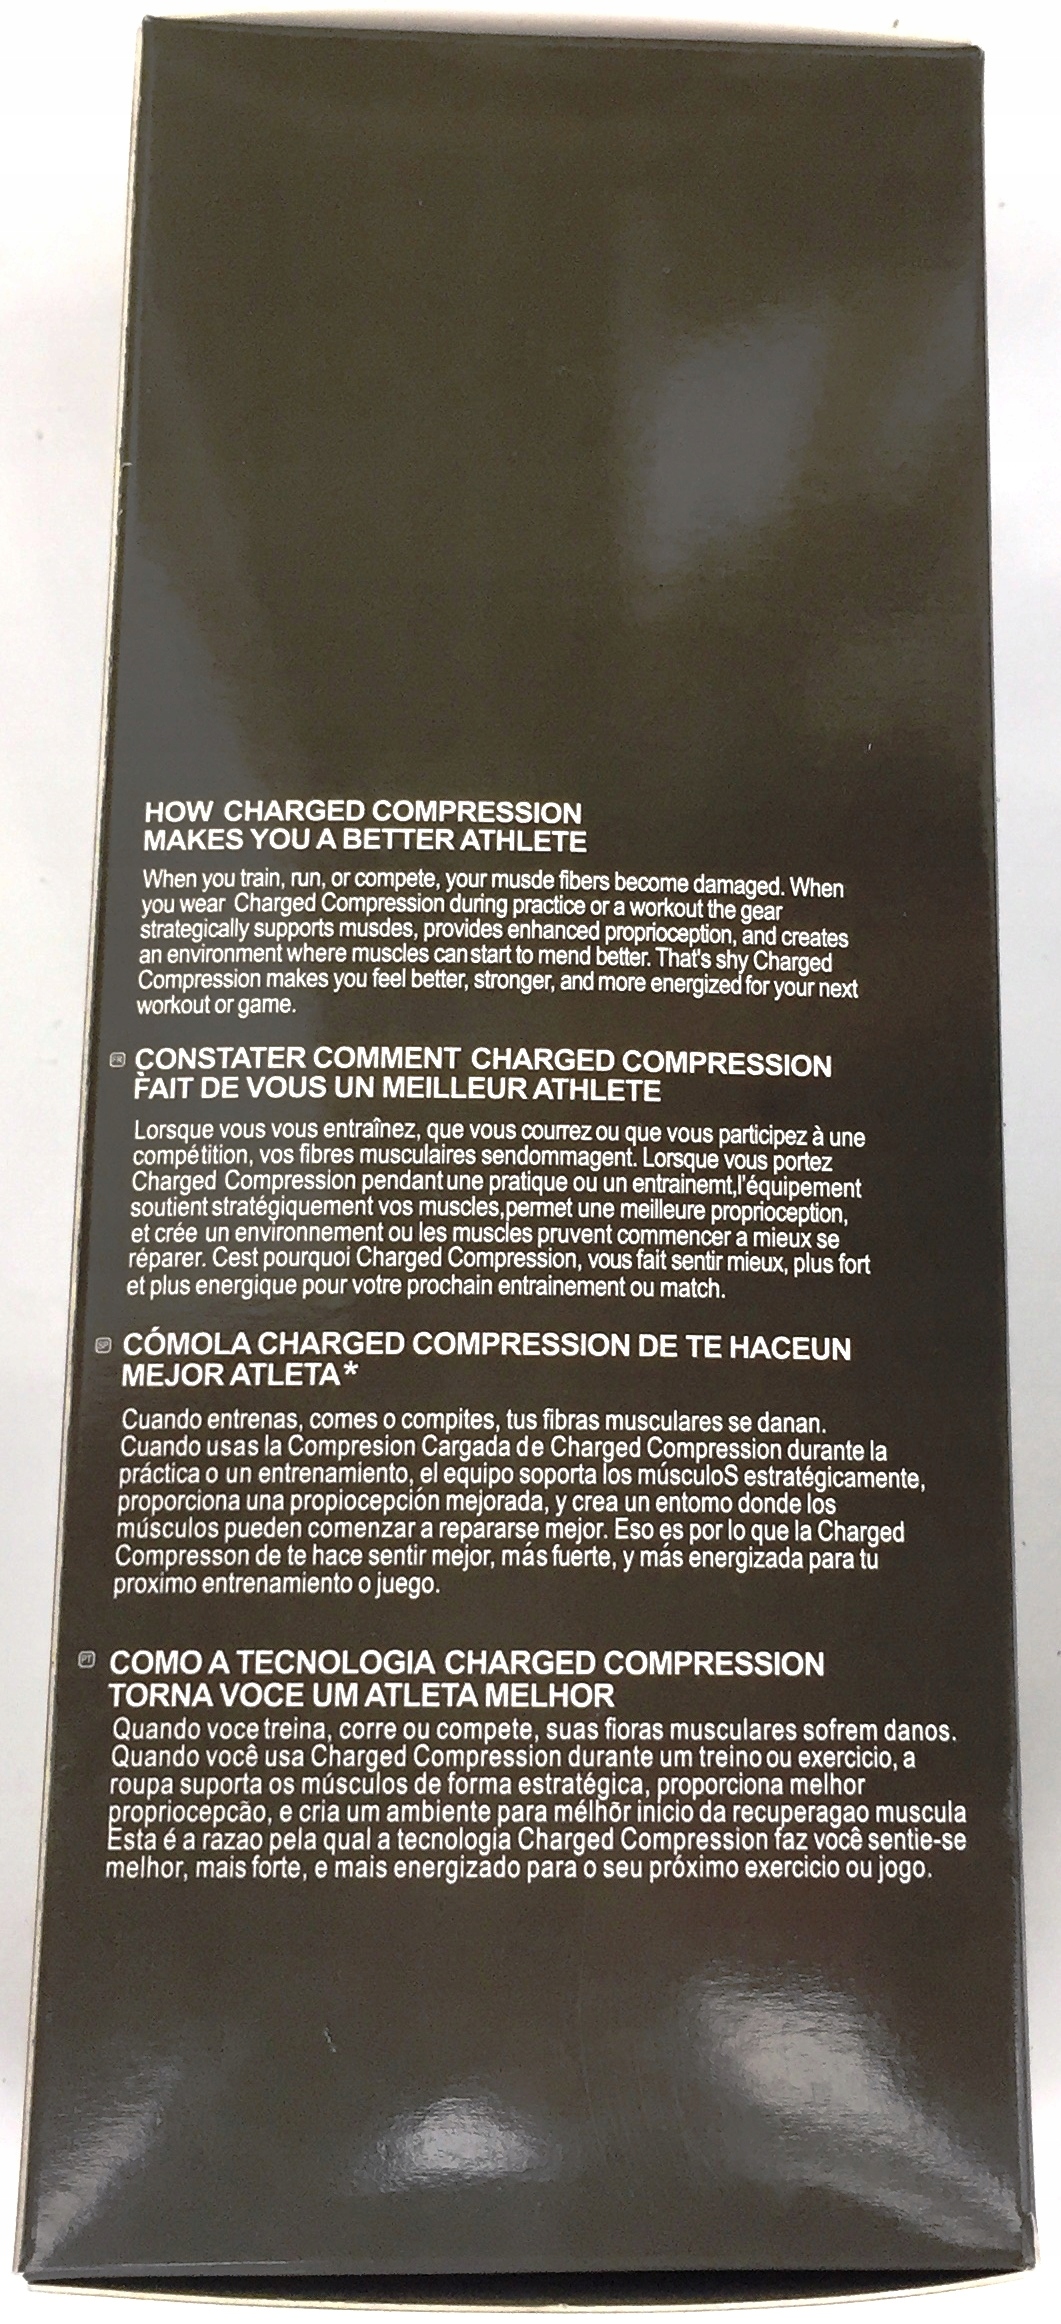 HOW CHARGED COMPRESSION
MAKES YOU A BETTER ATHLETE
When you train, run, or compete, your musde fibers become damaged. When
you wear Charged Compression during practice or a workout the gear
strategically supports musdes, provides enhanced proprioception, and creates
an environment where muscles can start to mend better. That's shy Charged
Compression makes you feel better, stronger, and more energized for your next
workout or game.
FR CONSTATER COMMENT CHARGED COMPRESSION
FAIT DE VOUS UN MEILLEUR ATHLETE
Lorsque vous vous entraînez, que vous courrez ou que vous participez à une
compétition, vos fibres musculaires sendommagent. Lorsque vous portez
Charged Compression pendant une pratique ou un entrainemt,l'équipement
soutient stratégiquement vos muscles,permet une meilleure proprioception,
et crée un environnement ou les muscles pruvent commencer a mieux se
réparer. Cest pourquoi Charged Compression, vous fait sentir mieux, plus fort
et plus energique pour votre prochain entrainement ou match.
SP CÓMOLA CHARGED COMPRESSION DE TE HACEUN
MEJOR ATLETA*
Cuando entrenas, comes o compites, tus fibras musculares se danan.
Cuando usas la Compresion Cargada de Charged Compression durante la
práctica o un entrenamiento, el equipo soporta los músculoS estratégicamente,
proporciona una propiocepción mejorada, y crea un entomo donde los
músculos pueden comenzar a repararse mejor. Eso es por lo que la Charged
Compresson de te hace sentir mejor, más fuerte, y más energizada para tu
proximo entrenamiento o juego.
PT COMO A TECNOLOGIA CHARGED COMPRESSION
TORNA VOCE UM ATLETA MELHOR
Quando voce treina, corre ou compete, suas fioras musculares sofrem danos.
Quando você usa Charged Compression durante um treino ou exercicio, a
roupa suporta os músculos de forma estratégica, proporciona melhor
propriocepcão, e cria um ambiente para mélhõr início da recuperagao muscula
Esta é a razao pela qual a tecnologia Charged Compression faz você sentie-se
melhor, mais forte, e mais energizado para o seu próximo exercicio ou jogo.